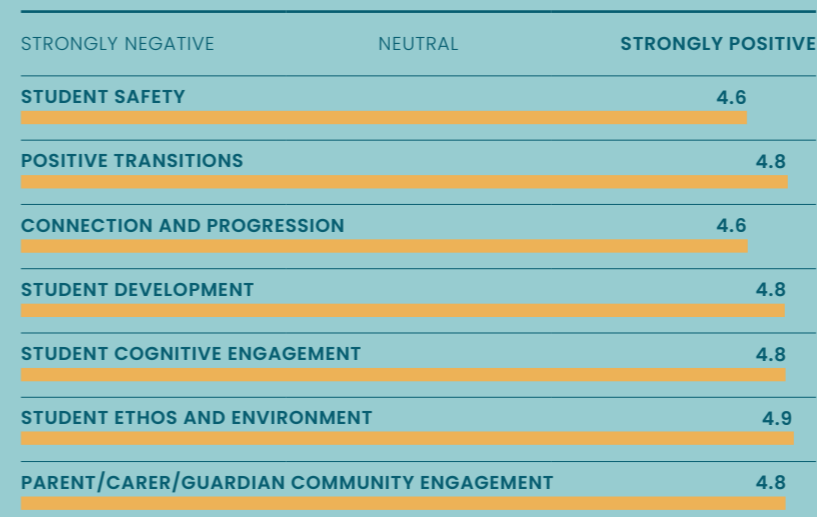 STRONGLY NEGATIVE NEUTRAL STRONGLY POSITIVE
STUDENT SAFETY 4.6
POSITIVE TRANSITIONS 4.8
CONNECTION AND PROGRESSION 4.6
STUDENT DEVELOPMENT 4.8
STUDENT COGNITIVE ENGAGEMENT 4.8
STUDENT ETHOS AND ENVIRONMENT 4.9
PARENT/CARER/GUARDIAN COMMUNITY ENGAGEMENT 4.8